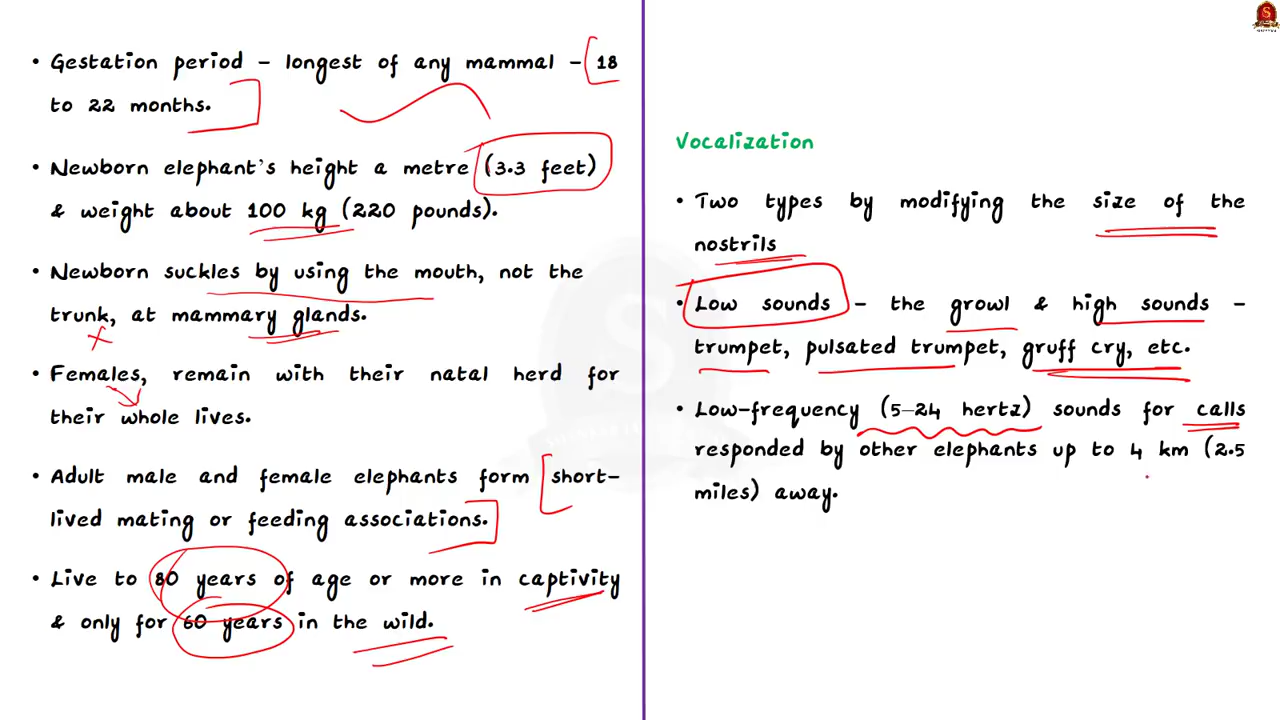 • Gestation period – longest of any mammal – 18
to 22 months.
• Newborn elephant's height a metre (3.3 feet)
& weight about 100 kg (220 pounds).
• Newborn suckles by using the mouth, not the
trunk, at mammary glands.
• Females, remain with their natal herd for
their whole lives.
• Adult male and female elephants form short-
lived mating or feeding associations.
• Live to 80 years of age or more in captivity
& only for 60 years in the wild.
Vocalization
• Two types by modifying the size of the
nostrils
• Low sounds – the growl & high sounds –
trumpet, pulsated trumpet, gruff cry, etc.
• Low-frequency (5–24 hertz) sounds for calls
responded by other elephants up to 4 km (2.5
miles) away.